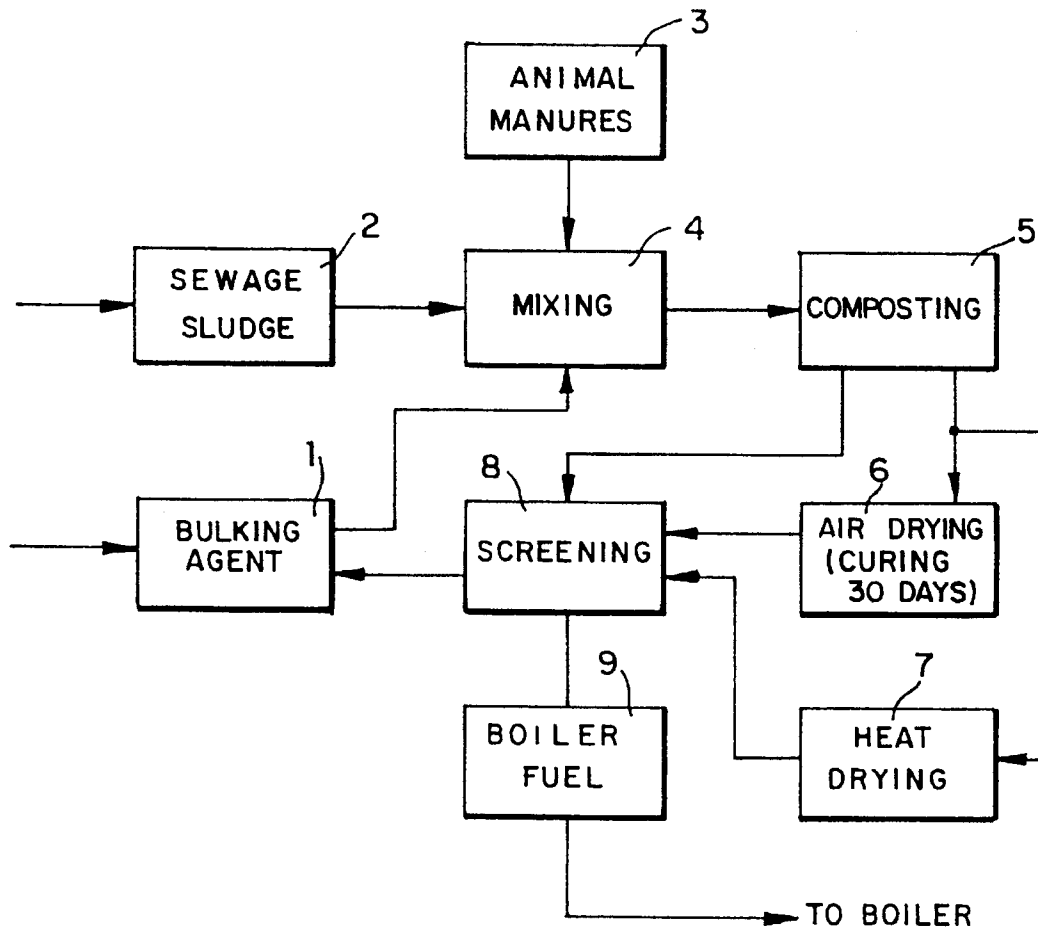 3
ANIMAL
MANURES
2
SEWAGE
SLUDGE
4
MIXING
5
COMPOSTING
1
BULKING
AGENT
8
SCREENING
6
AIR DRYING
(CURING
30 DAYS)
9
BOILER
FUEL
7
HEAT
DRYING
TO BOILER